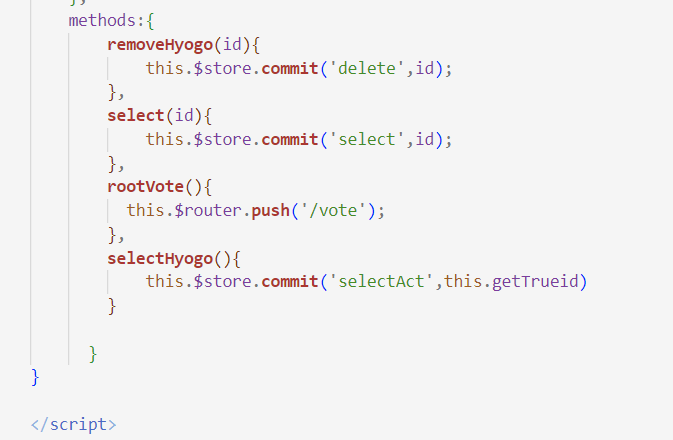 },
methods:{
removeHyogo(id){
this.$store.commit('delete',id);
},
select(id){
this.$store.commit('select',id);
},
rootVote(){
this.$router.push('/vote');
},
selectHyogo(){
this.$store.commit('selectAct',this.getTrueid)
}
}
}
</script>